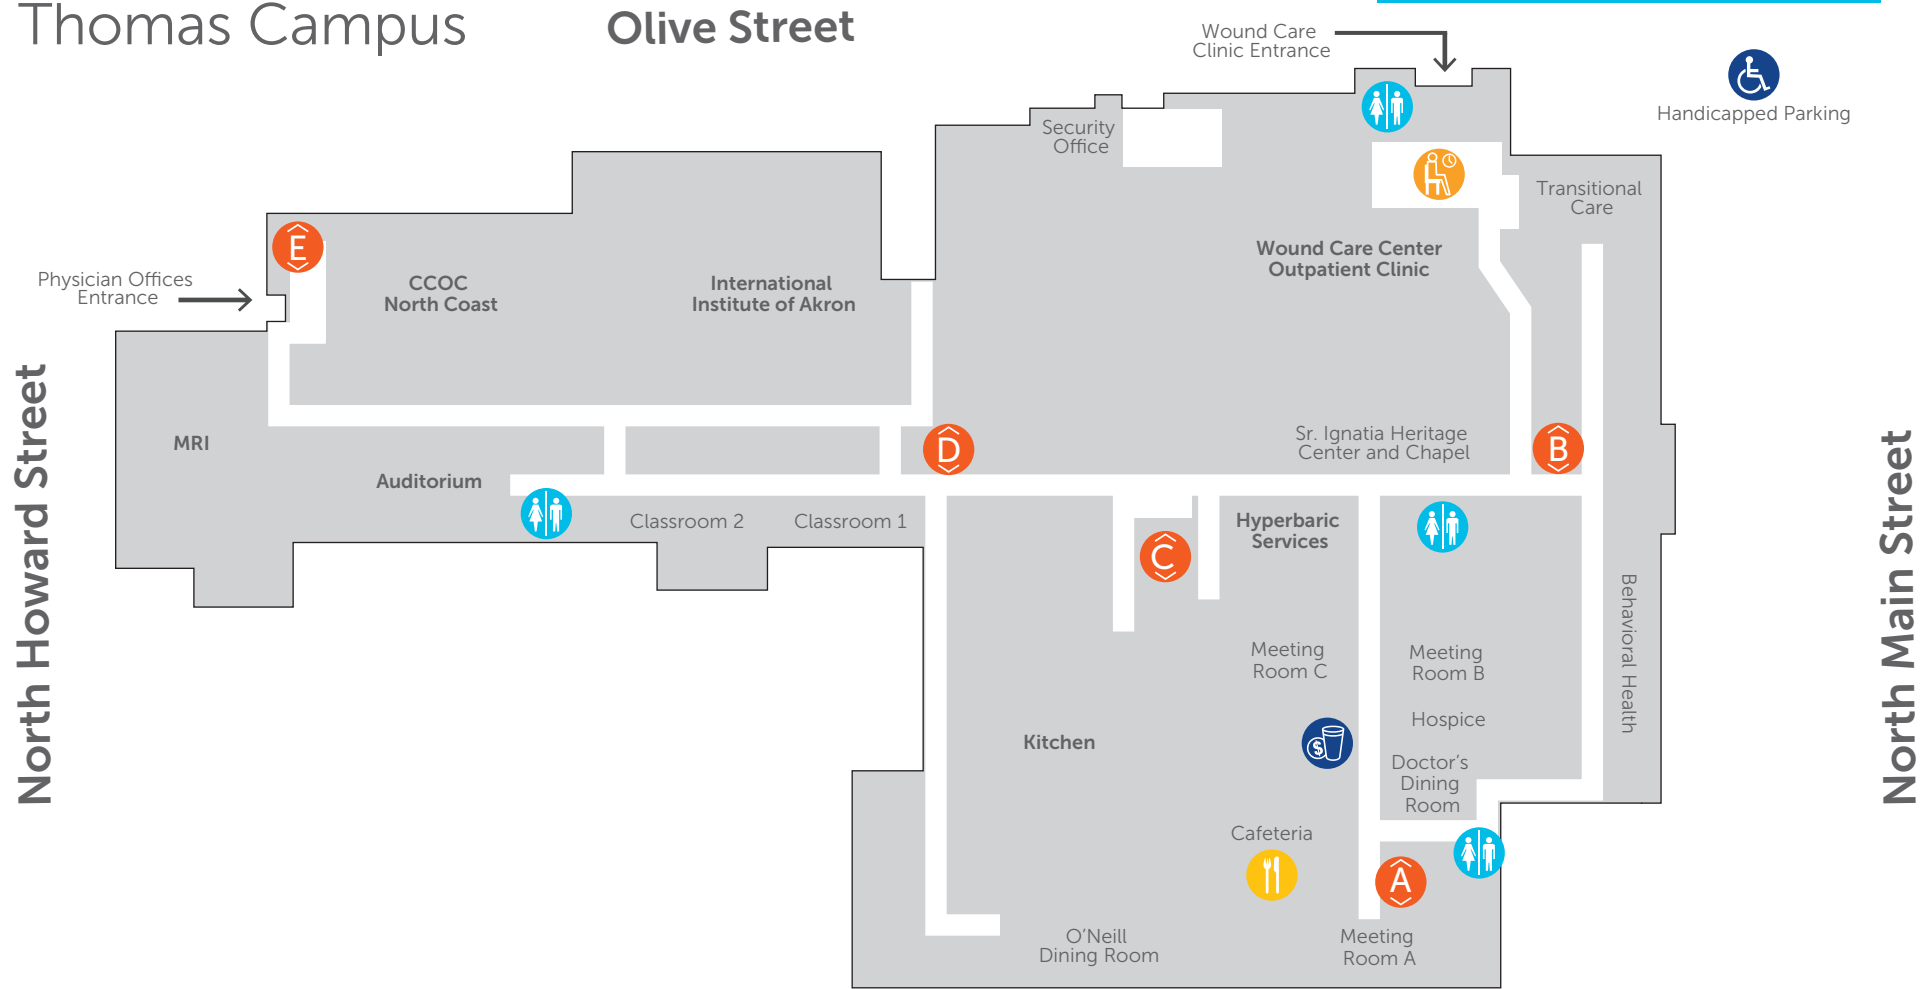 Thomas Campus
Olive Street
Wound Care
Clinic Entrance
Handicapped Parking
Security
Office
Transitional
Care
E
Physician Offices
Entrance
CCOC
North Coast
International
Institute of Akron
Wound Care Center
Outpatient Clinic
North Howard Street
MRI
Auditorium
D
Sr. Ignatia Heritage
Center and Chapel
B
North Main Street
Classroom 2
Classroom 1
C
Hyperbaric
Services
Behavioral Health
Meeting
Room C
Meeting
Room B
Hospice
Kitchen
$
Doctor's
Dining
Room
Cafeteria
A
O'Neill
Dining Room
Meeting
Room A